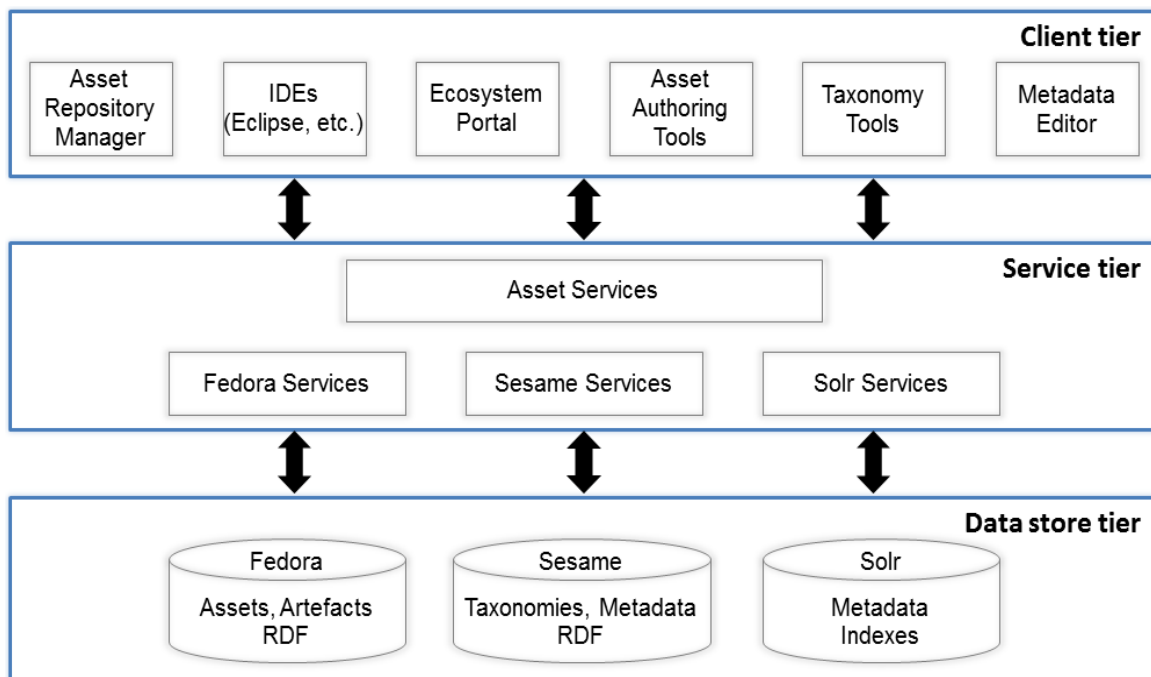 Client tier
Asset
Repository
Manager
IDEs
(Eclipse, etc.)
Ecosystem
Portal
Asset
Authoring
Tools
Taxonomy
Tools
Metadata
Editor
Service tier
Asset Services
Fedora Services
Sesame Services
Solr Services
Data store tier
Fedora
Assets, Artefacts
RDF
Sesame
Taxonomies, Metadata
RDF
Solr
Metadata
Indexes